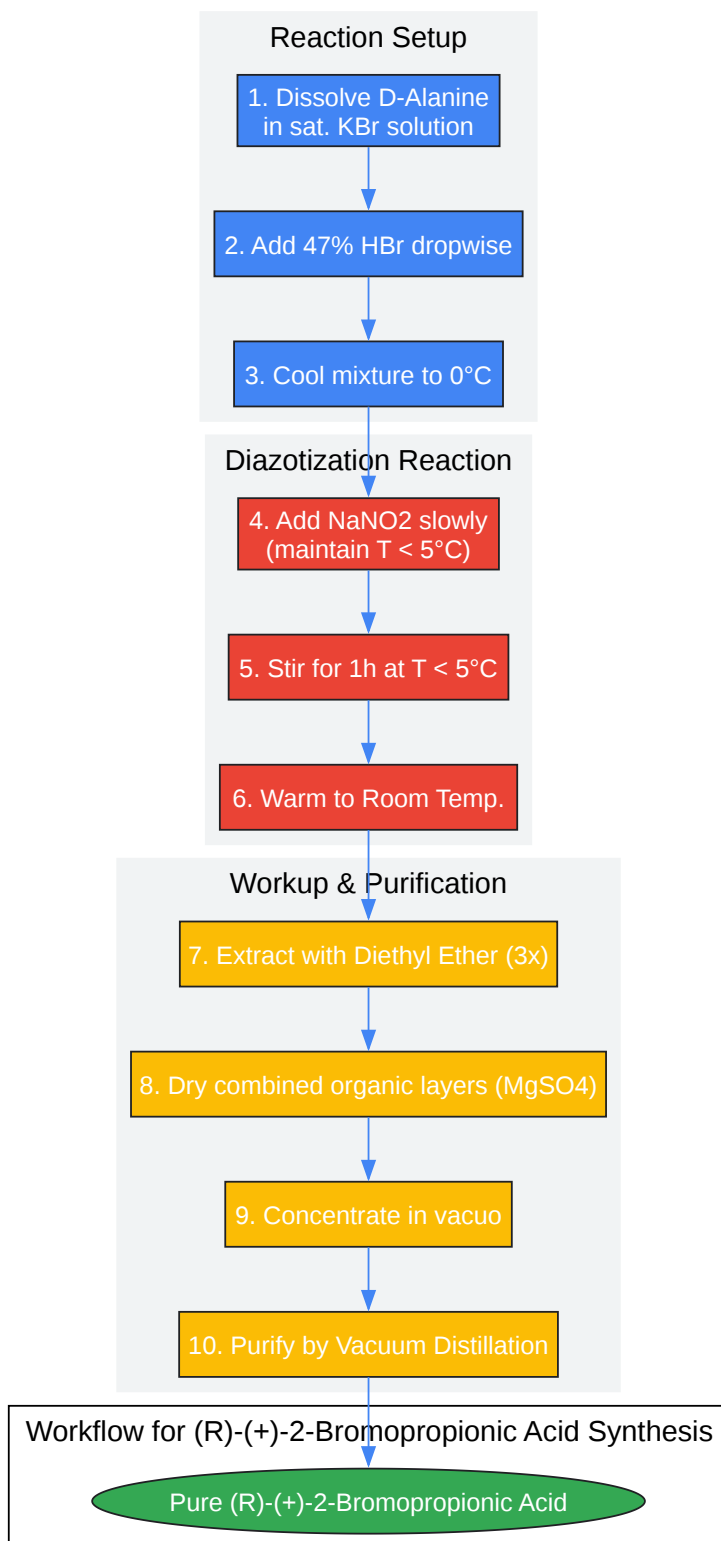 Reaction Setup
1. Dissolve D-Alanine
in sat. KBr solution
2. Add 47% HBr dropwise
3. Cool mixture to 0°C
Diazotization Reaction
4. Add NaNO2 slowly
(maintain T < 5°C)
5. Stir for 1h at T < 5°C
6. Warm to Room Temp.
Workup & Purification
7. Extract with Diethyl Ether (3x)
8. Dry combined organic layers (MgSO4)
9. Concentrate in vacuo
10. Purify by Vacuum Distillation
Workflow for (R)-(+)-2-Bromopropionic Acid Synthesis
Pure (R)-(+)-2-Bromopropionic Acid